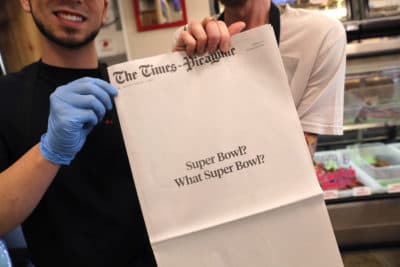 The Times-Picayune
Super Bowl?
What Super Bowl?